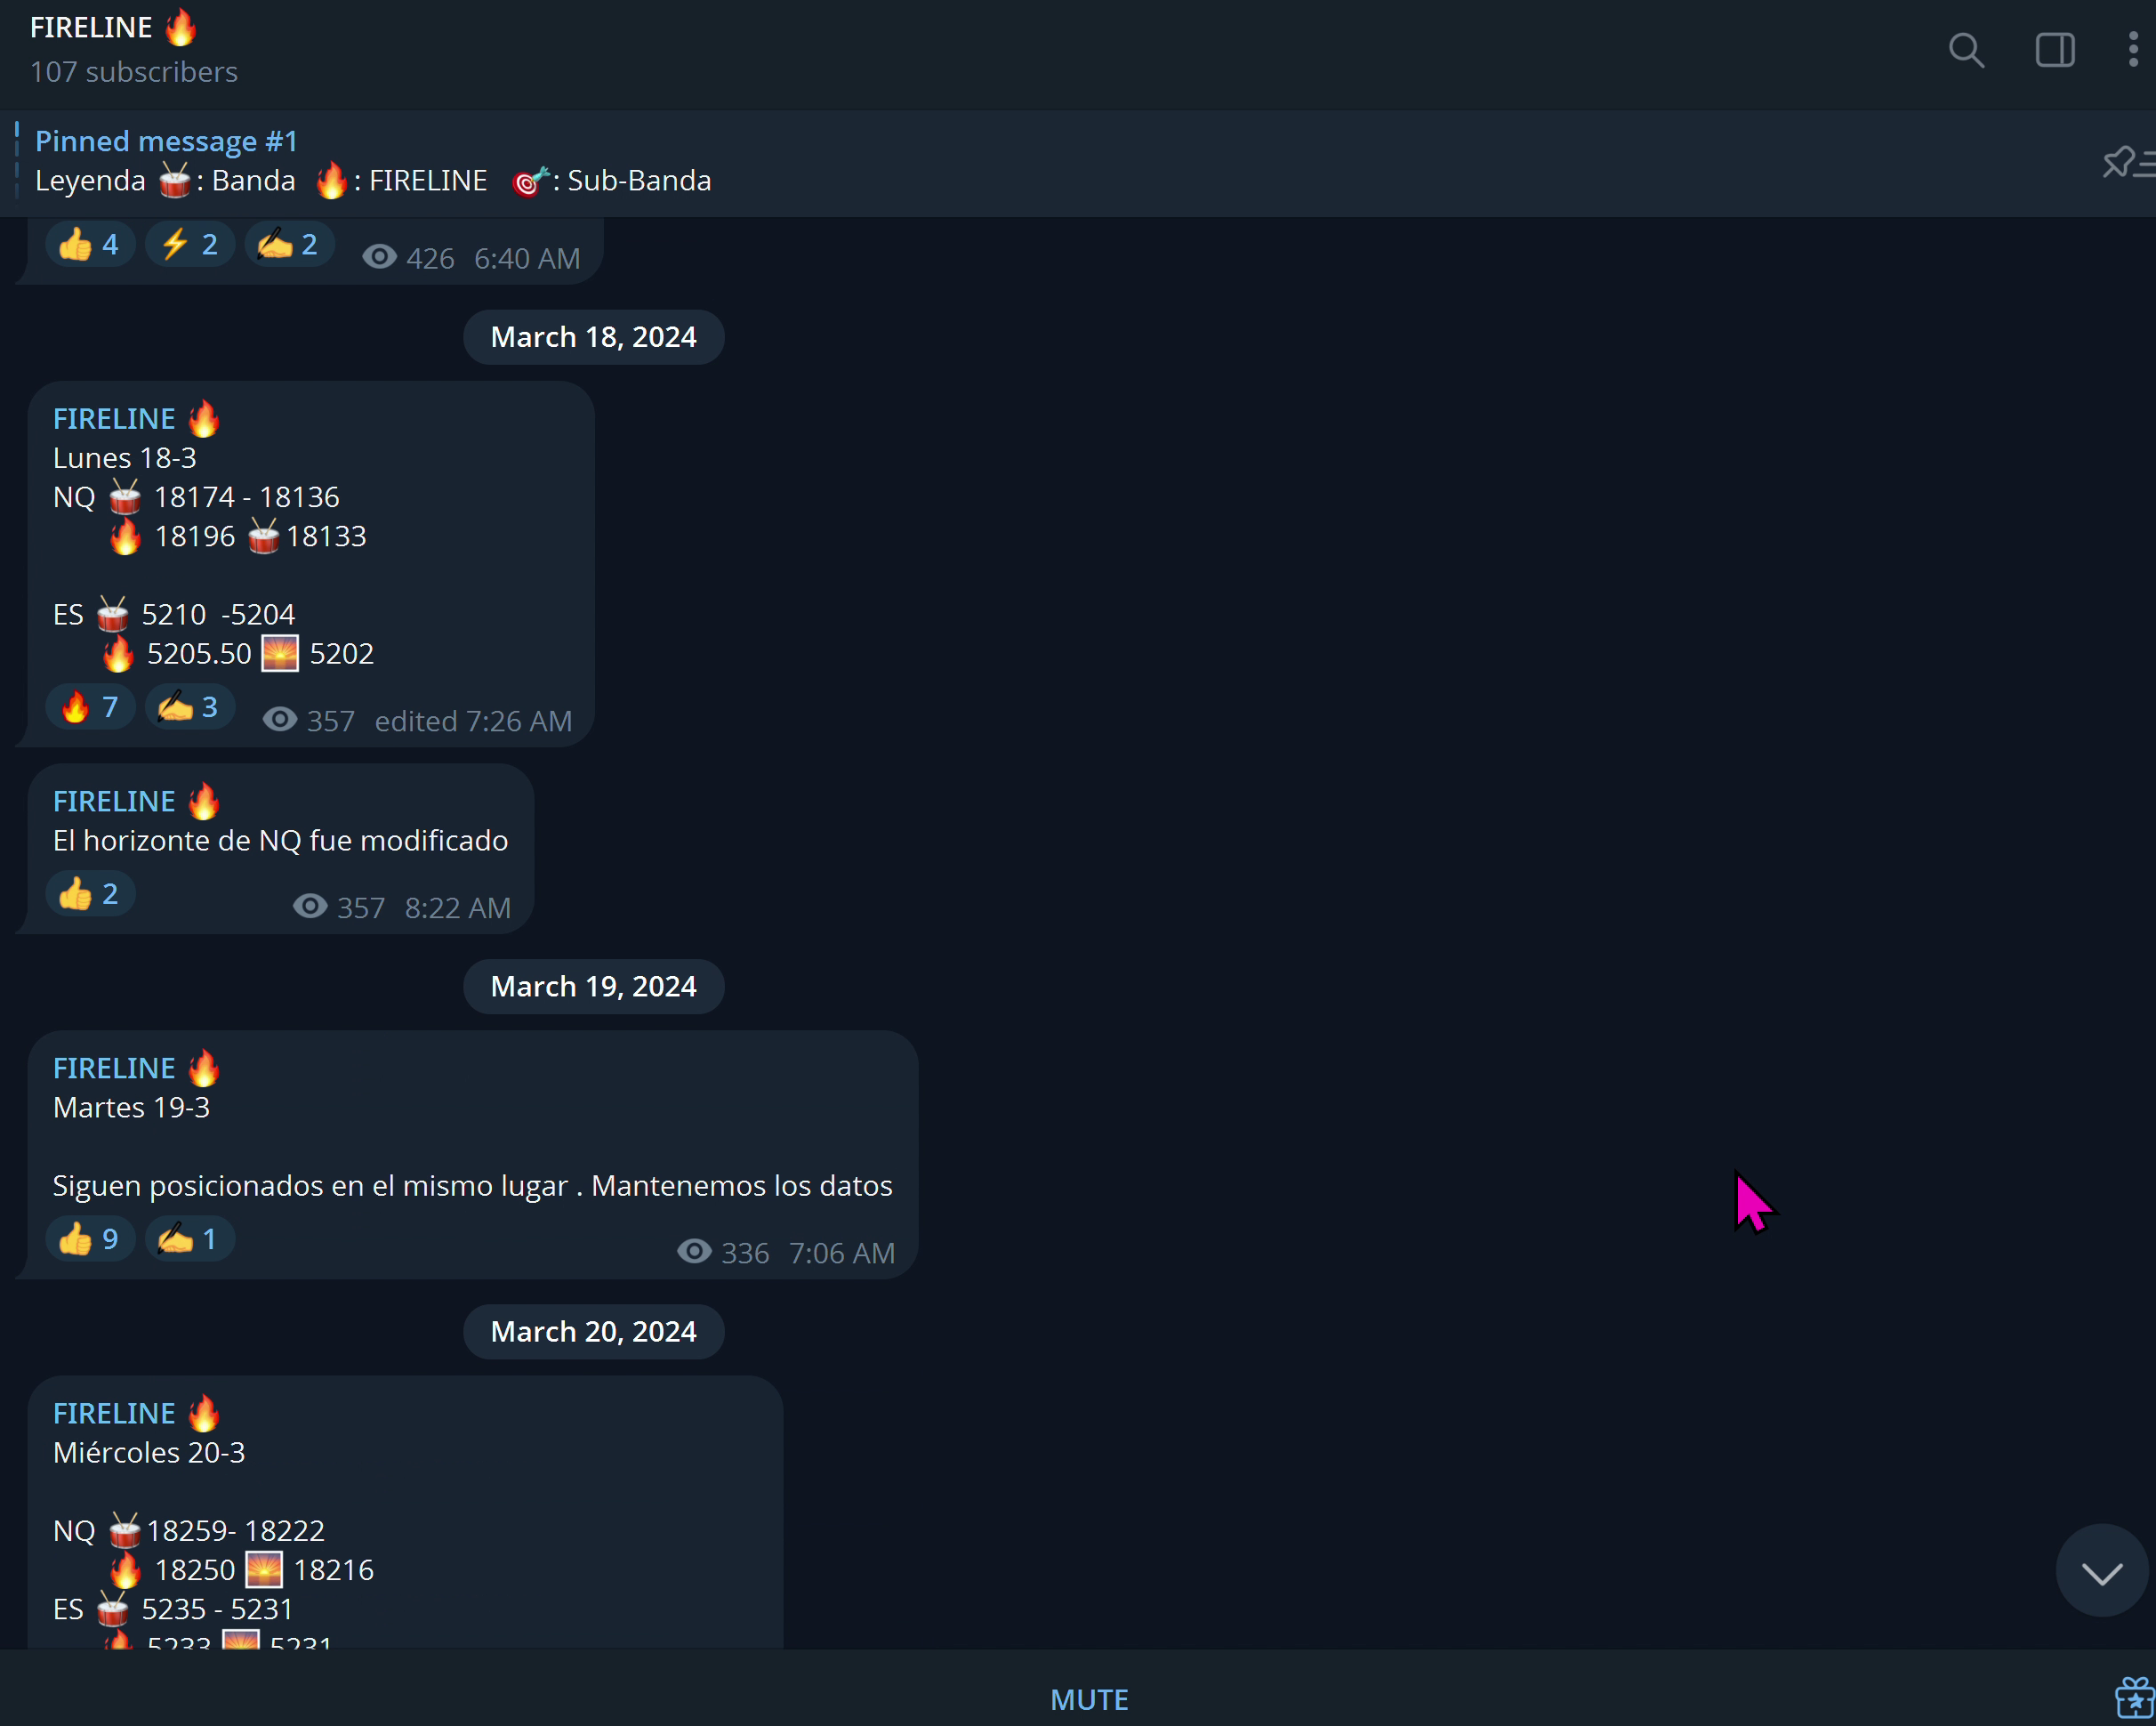 FIRELINE 🔥
107 subscribers
Pinned message #1
Leyenda 🥁: Banda 🔥: FIRELINE 🎯: Sub-Banda
👍 4 ⚡ 2 ✍ 2 426 6:40 AM
March 18, 2024
FIRELINE 🔥
Lunes 18-3
NQ 🥁 18174 - 18136
🔥 18196 🥁18133
ES 🥁 5210 -5204
🔥 5205.50 🌅 5202
🔥 7 ✍ 3 357 edited 7:26 AM
FIRELINE 🔥
El horizonte de NQ fue modificado
👍 2 357 8:22 AM
March 19, 2024
FIRELINE 🔥
Martes 19-3
Siguen posicionados en el mismo lugar . Mantenemos los datos
👍 9 ✍ 1 336 7:06 AM
March 20, 2024
FIRELINE 🔥
Miércoles 20-3
NQ 🥁18259- 18222
🔥 18250 🌅 18216
ES 🥁 5235 - 5231
🔥 5233 🌅 5231
MUTE